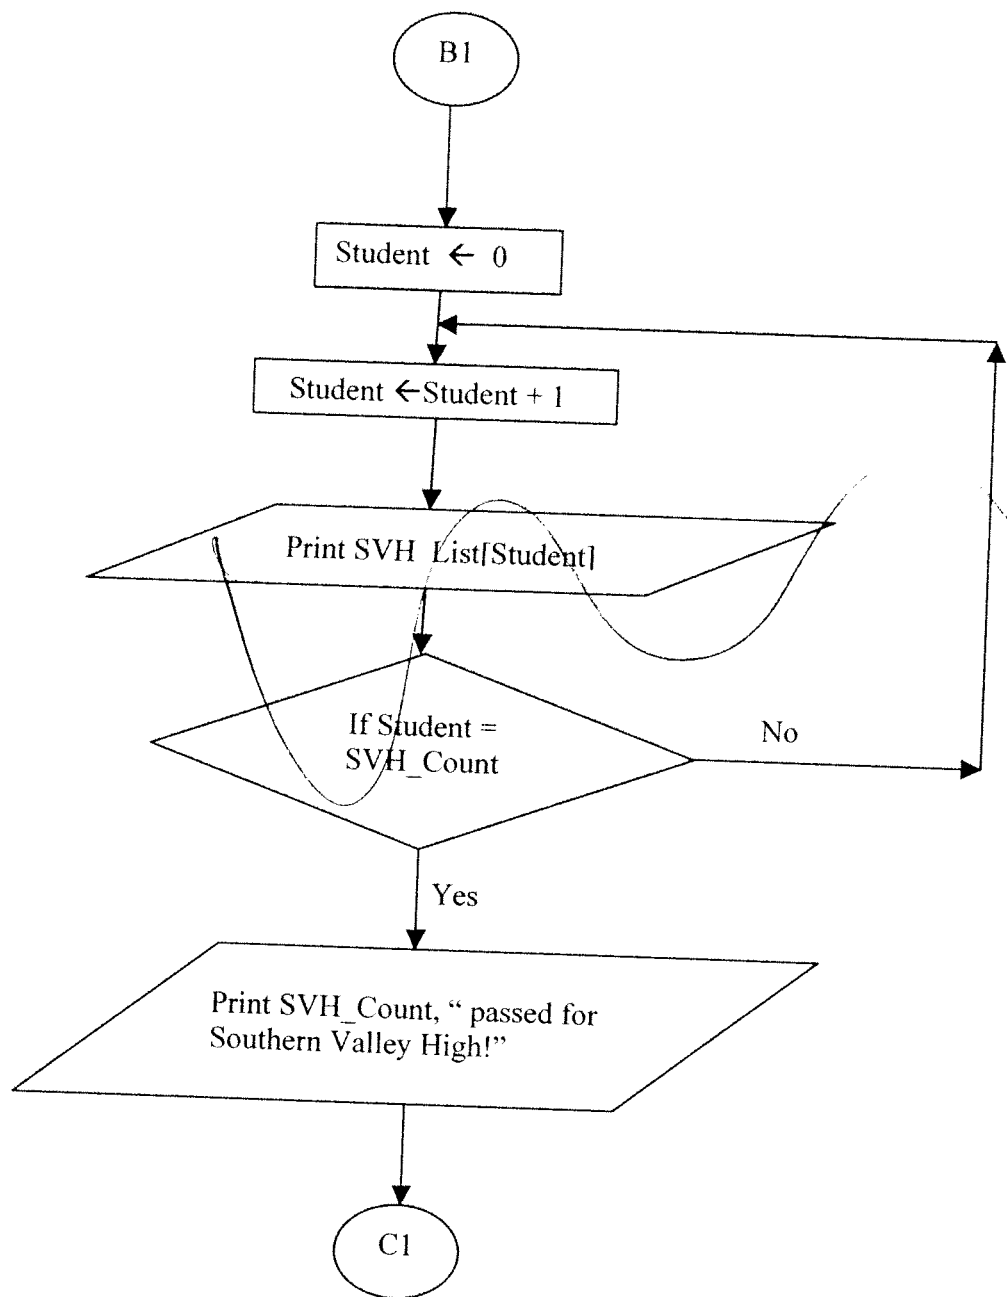 B1
Student ← 0
Student ←Student + 1
Print SVH_List[Student]
If Student =
SVH_Count
No
Yes
Print SVH_Count, “ passed for
Southern Valley High!”
C1